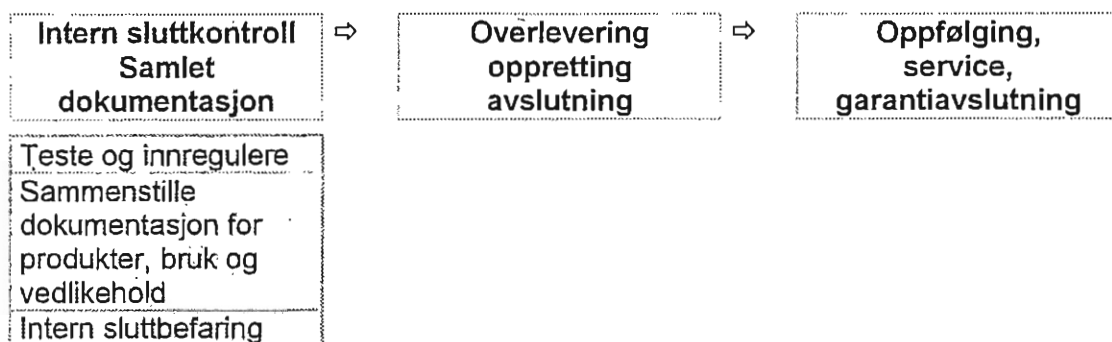 Intern sluttkontroll
Samlet
dokumentasjon
⇨
Overlevering
oppretting
avslutning
⇨
Oppfølging,
service,
garantiavslutning
Teste og innregulere
Sammenstille
dokumentasjon for
produkter, bruk og
vedlikehold
Intern sluttbefaring